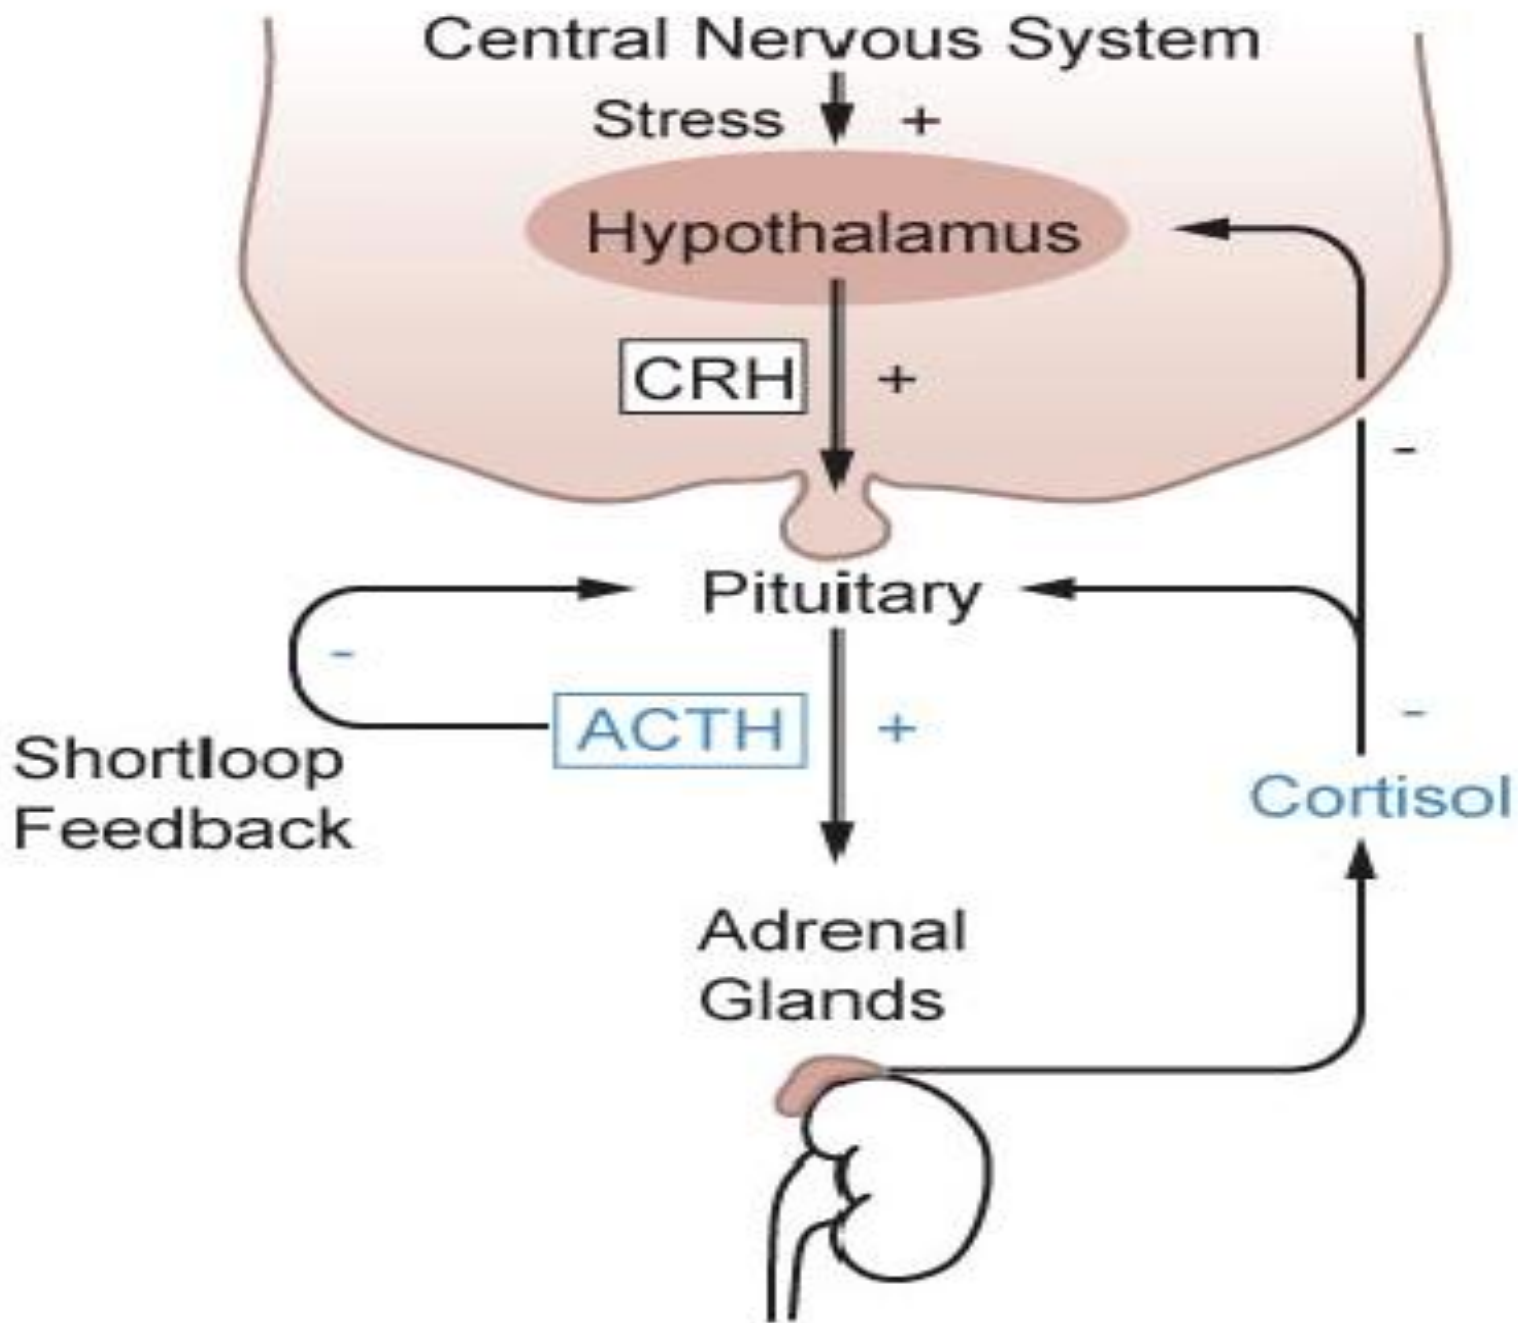 Central Nervous System
Stress +
Hypothalamus
CRH +
-
Pituitary
-
ACTH +
-
Shortloop
Feedback
Cortisol
Adrenal
Glands